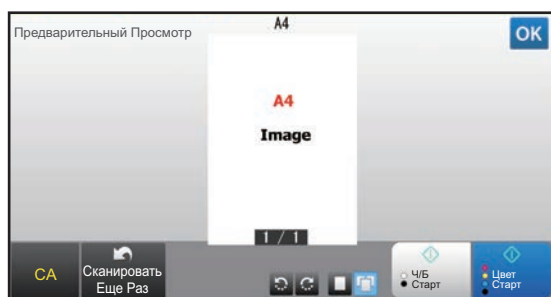 Предварительный Просмотр
A4
OK
A4
Image
1 / 1
CA
Сканировать
Еще Раз
Ч/Б
Старт
Цвет
Старт